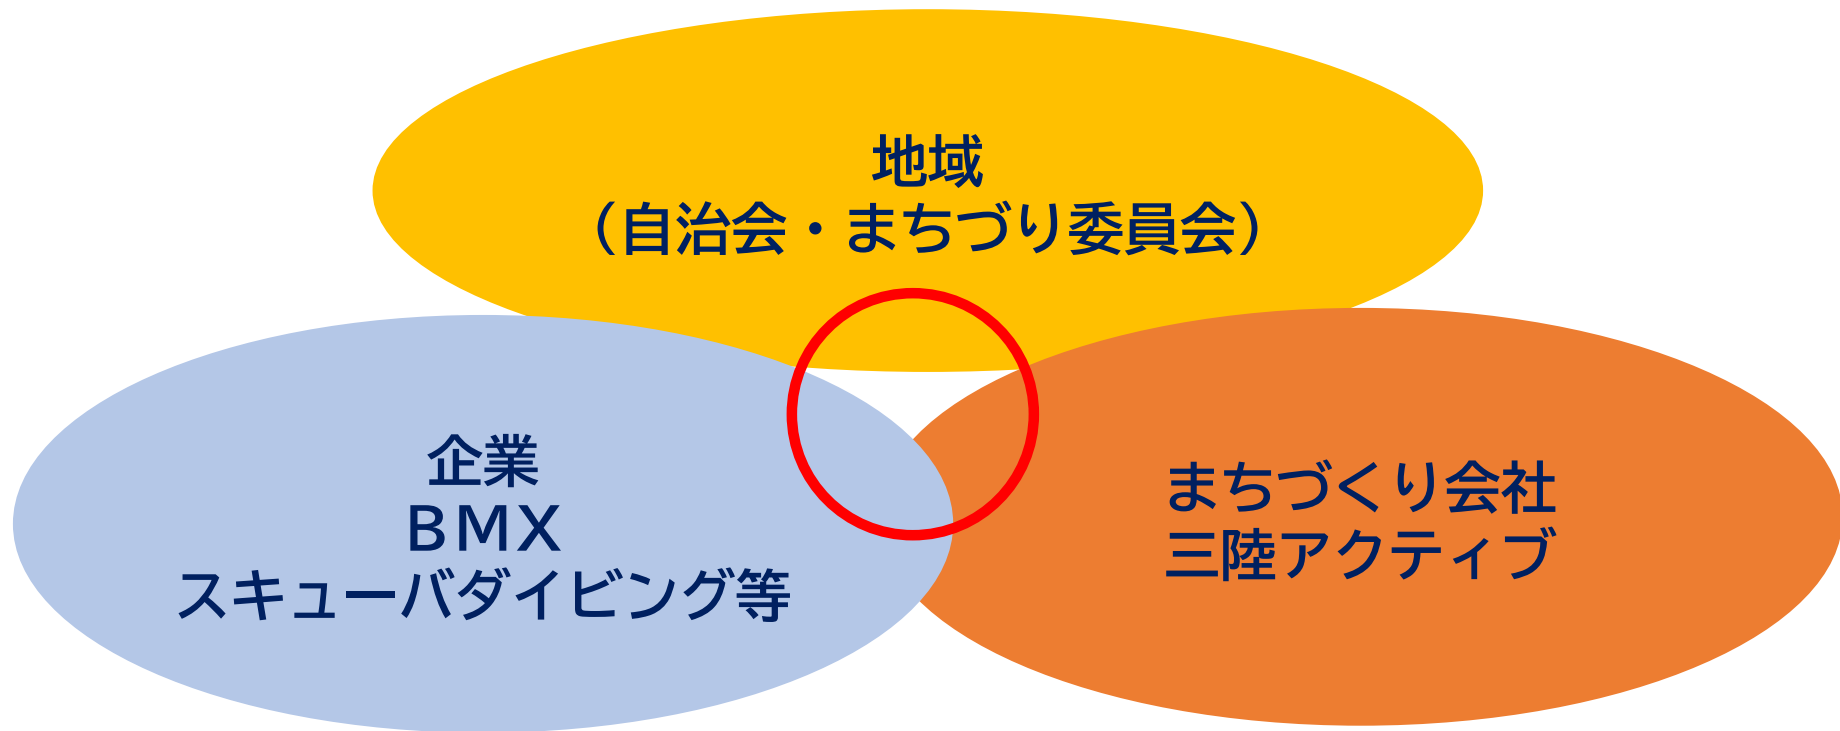 地域
（自治会・まちづくり委員会）
企業
ＢＭＸ
スキューバダイビング等
まちづくり会社
三陸アクティブ